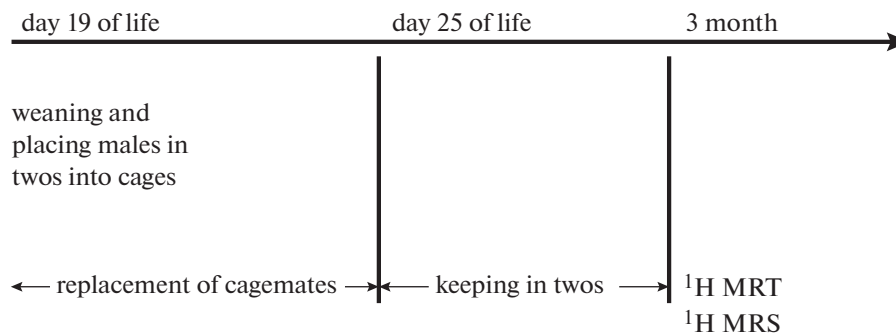 day 19 of life day 25 of life 3 month
weaning and
placing males in
twos into cages
replacement of cagemates keeping in twos ¹H MRT
¹H MRS